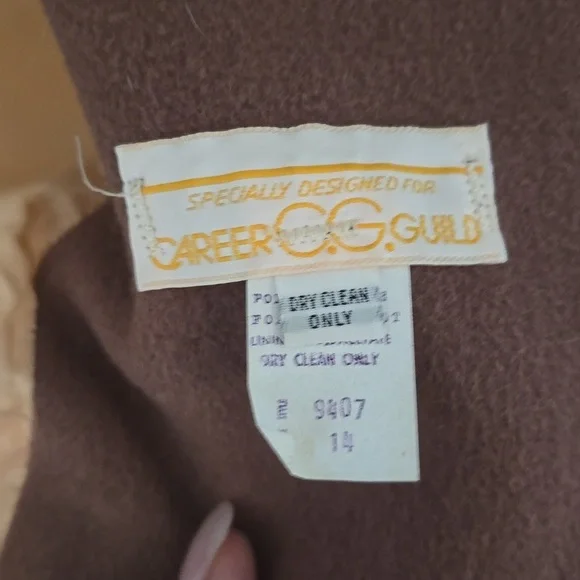 SPECIALLY DESIGNED FOR
CAREER C.G. GUILD
DRY CLEAN
ONLY
DRY CLEAN ONLY
9407
14